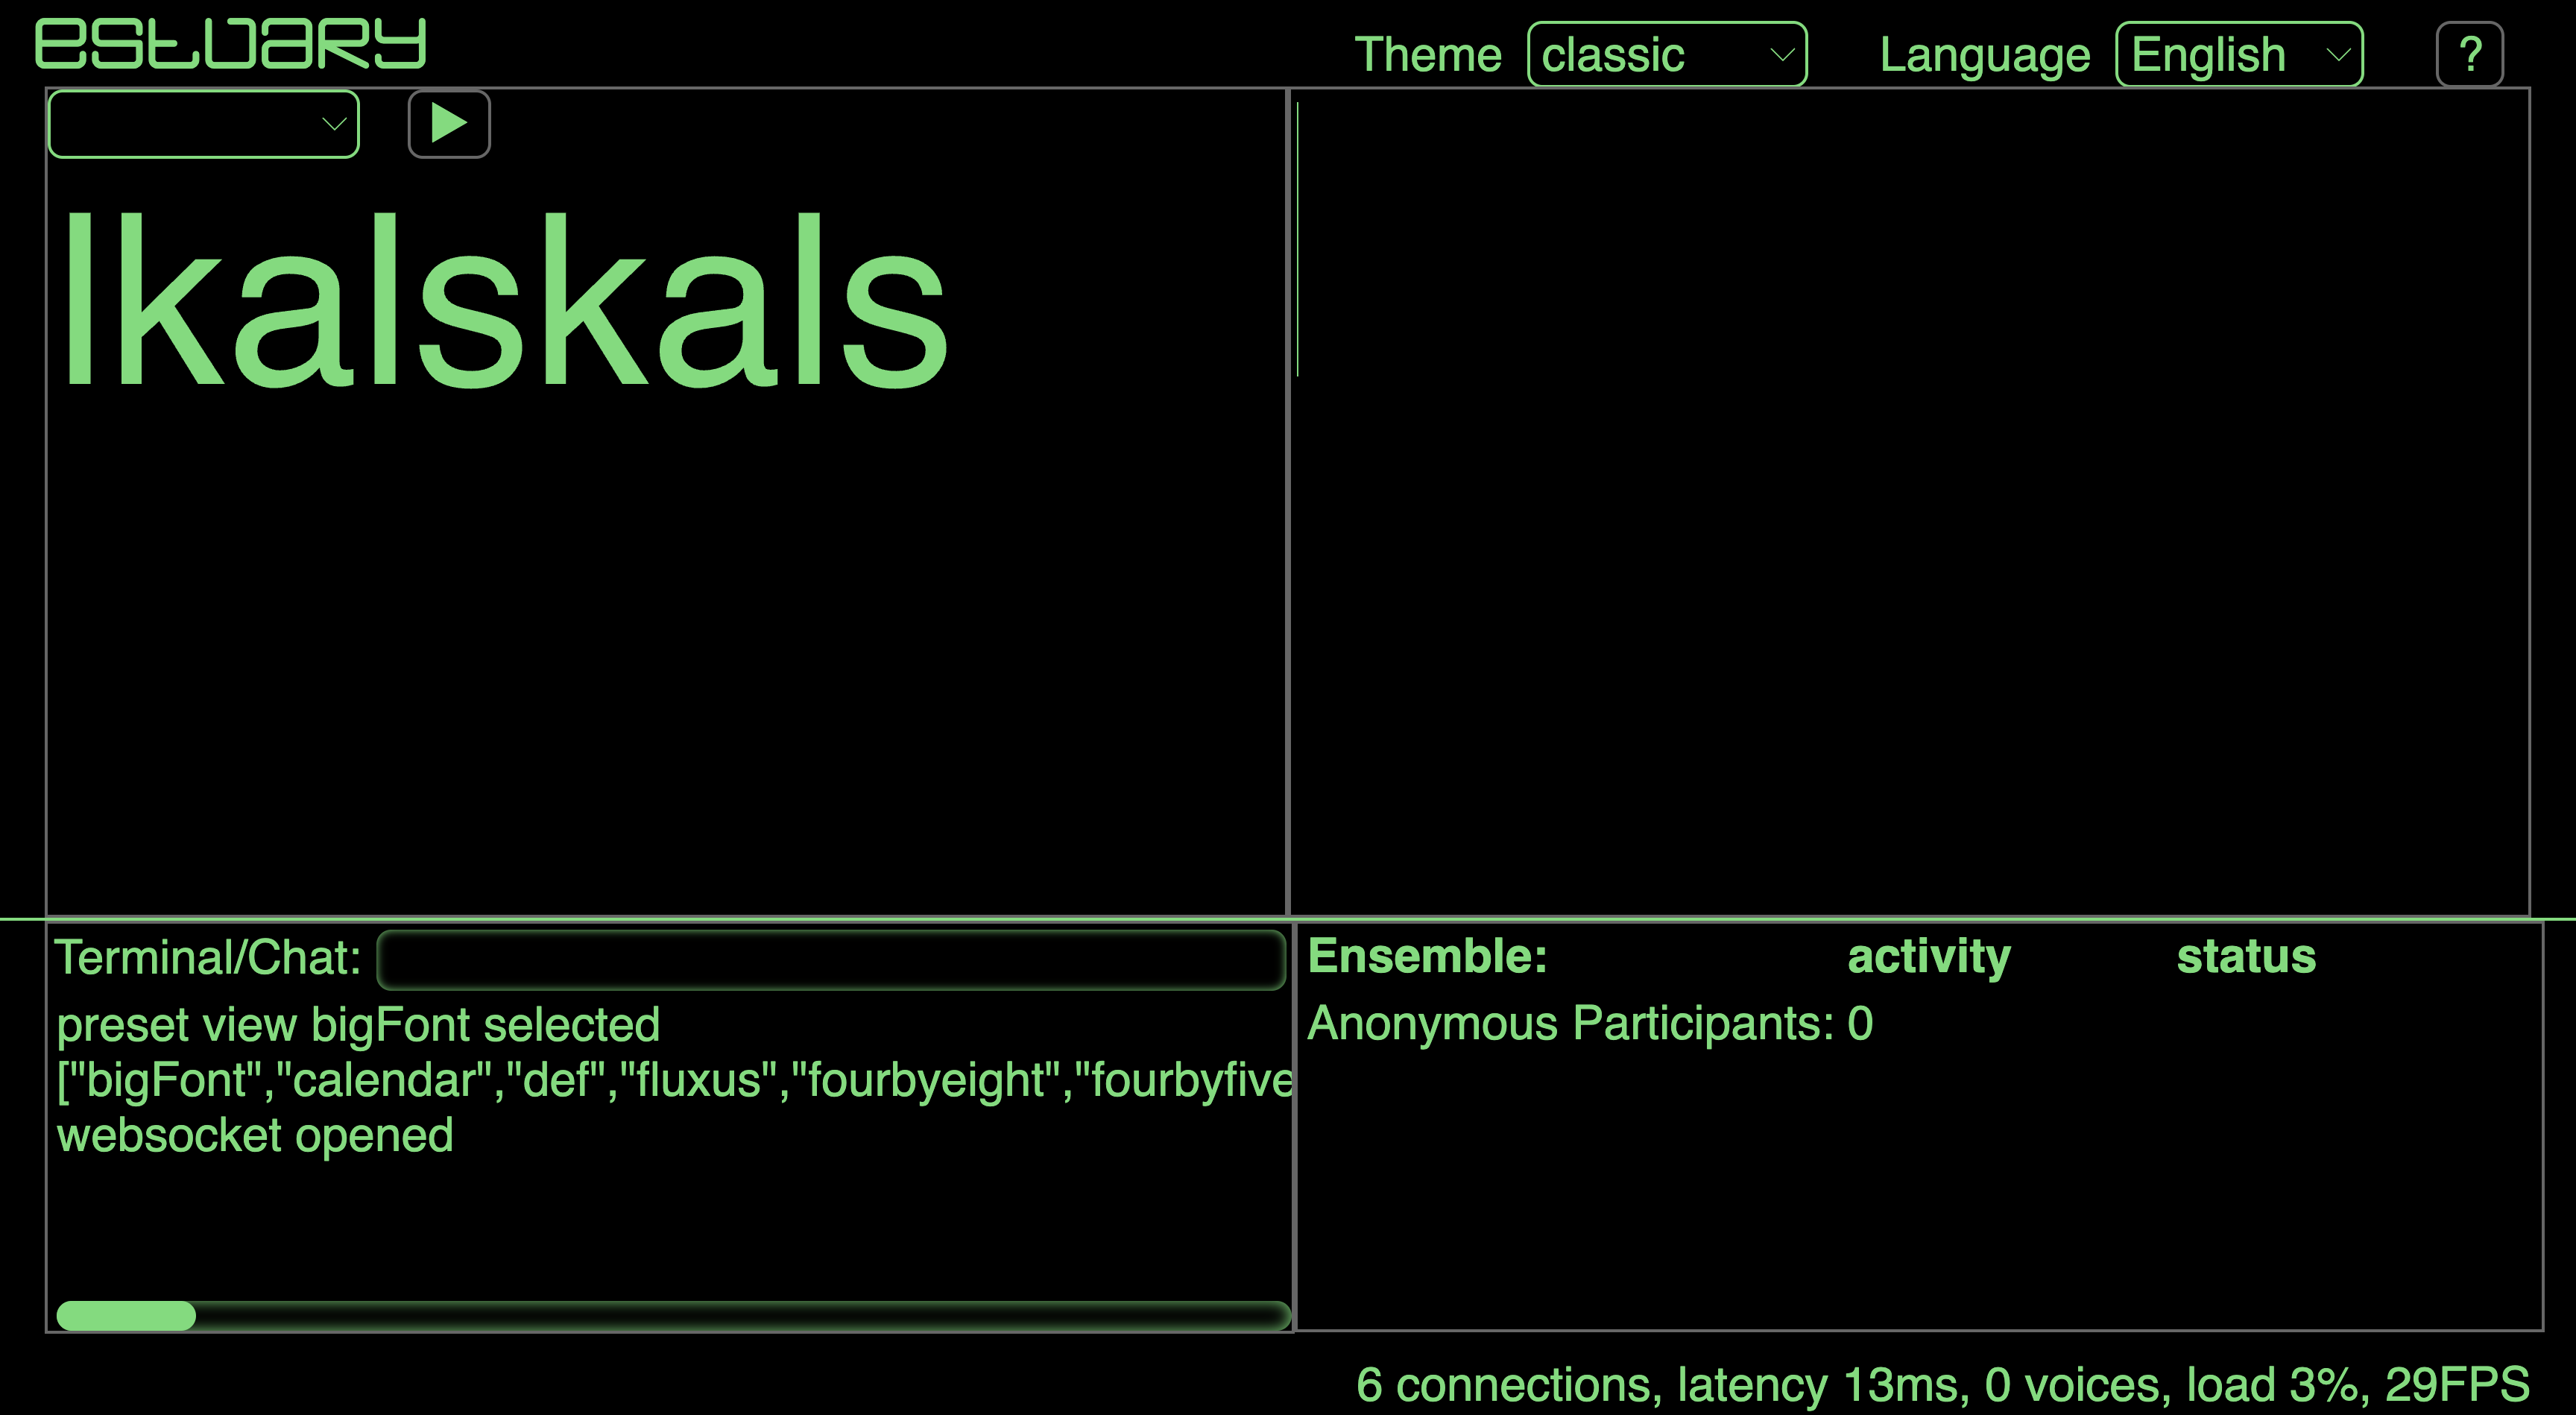 estuary
Theme classic Language English ?
lkalskals
Terminal/Chat:
preset view bigFont selected
["bigFont","calendar","def","fluxus","fourbyeight","fourbyfive
websocket opened
Ensemble: activity status
Anonymous Participants: 0
6 connections, latency 13ms, 0 voices, load 3%, 29FPS